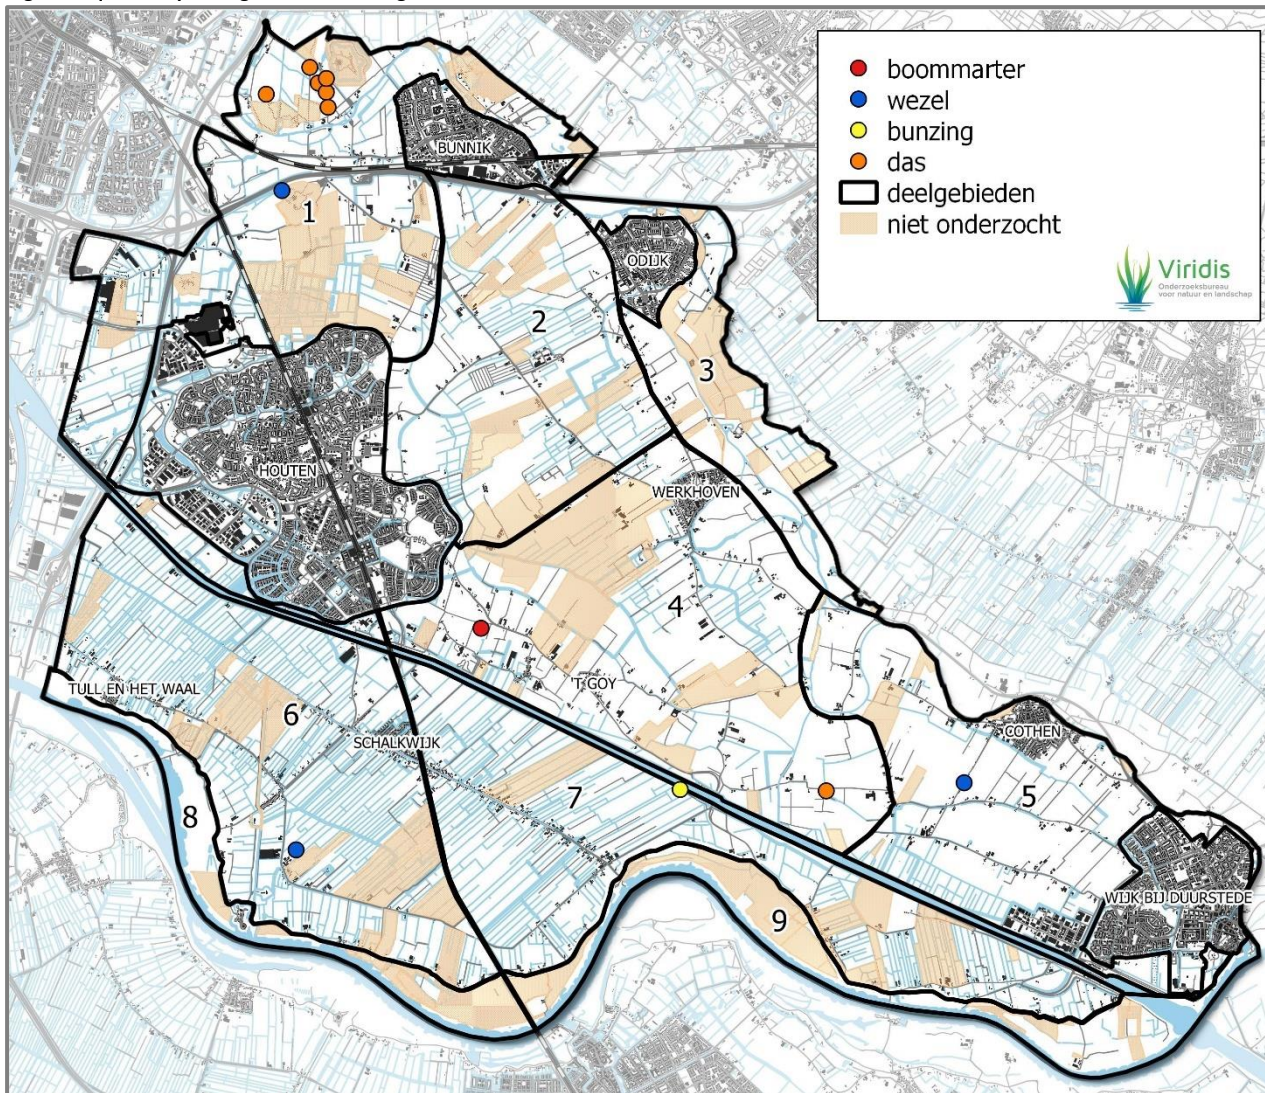 boommarter
wezel
bunzing
das
deelgebieden
niet onderzocht
Viridis
Onderzoeksbureau
voor natuur en landschap
BUNNIK
1
ODIJK
2
3
HOUTEN
WERKHOVEN
4
TULL EN HET WAAL
'T GOY
6
SCHALKWIJK
COTHEN
7
5
8
WIJK BIJ DUURSTEDE
9